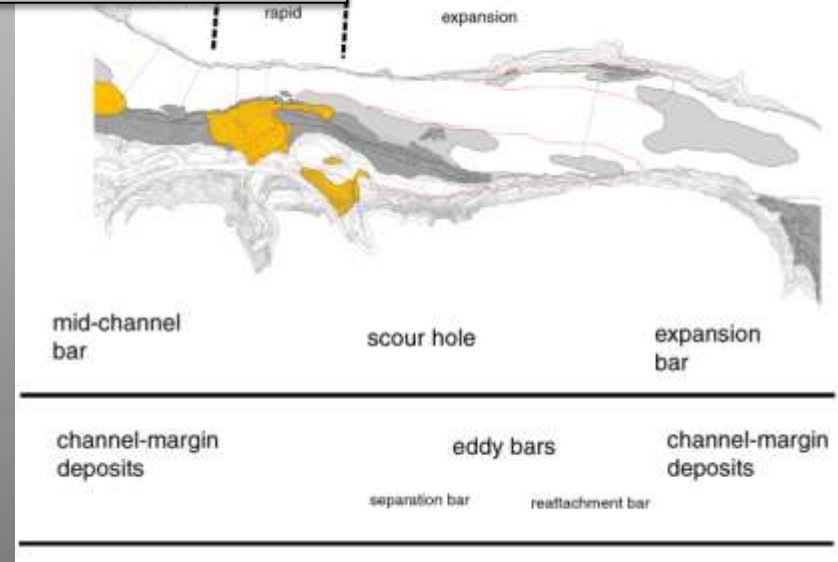 rapid
expansion
mid-channel
bar
scour hole
expansion
bar
channel-margin
deposits
eddy bars
channel-margin
deposits
separation bar
reattachment bar